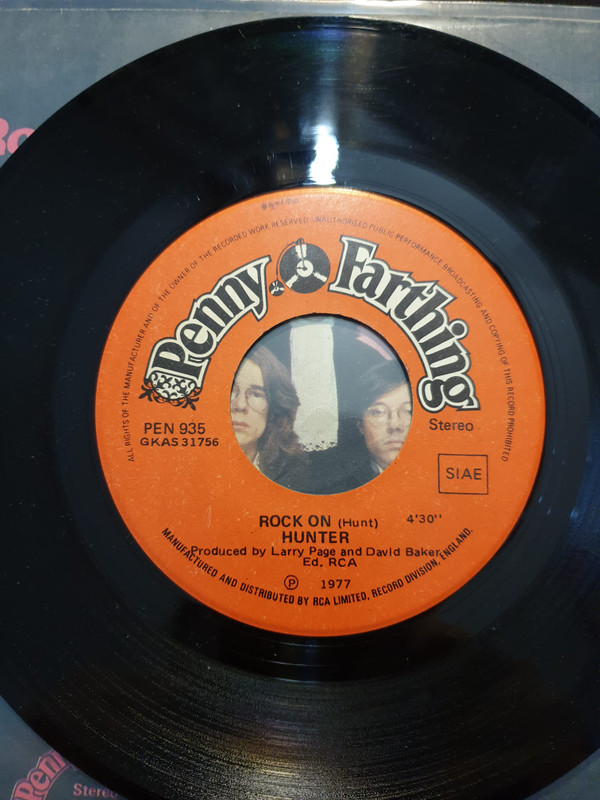 ALL RIGHTS OF THE MANUFACTURER AND OF THE OWNER OF THE RECORDED WORK RESERVED UNAUTHORISED PUBLIC PERFORMANCE BROADCASTING AND COPYING OF THIS RECORD PROHIBITED
Penny Farthing
PEN 935
GKAS 31756
Stereo
SIAE
ROCK ON (Hunt) 4'30''
HUNTER
Produced by Larry Page and David Baker
Ed. RCA
Ⓟ 1977
MANUFACTURED AND DISTRIBUTED BY RCA LIMITED, RECORD DIVISION, ENGLAND.
Penny
Stereo